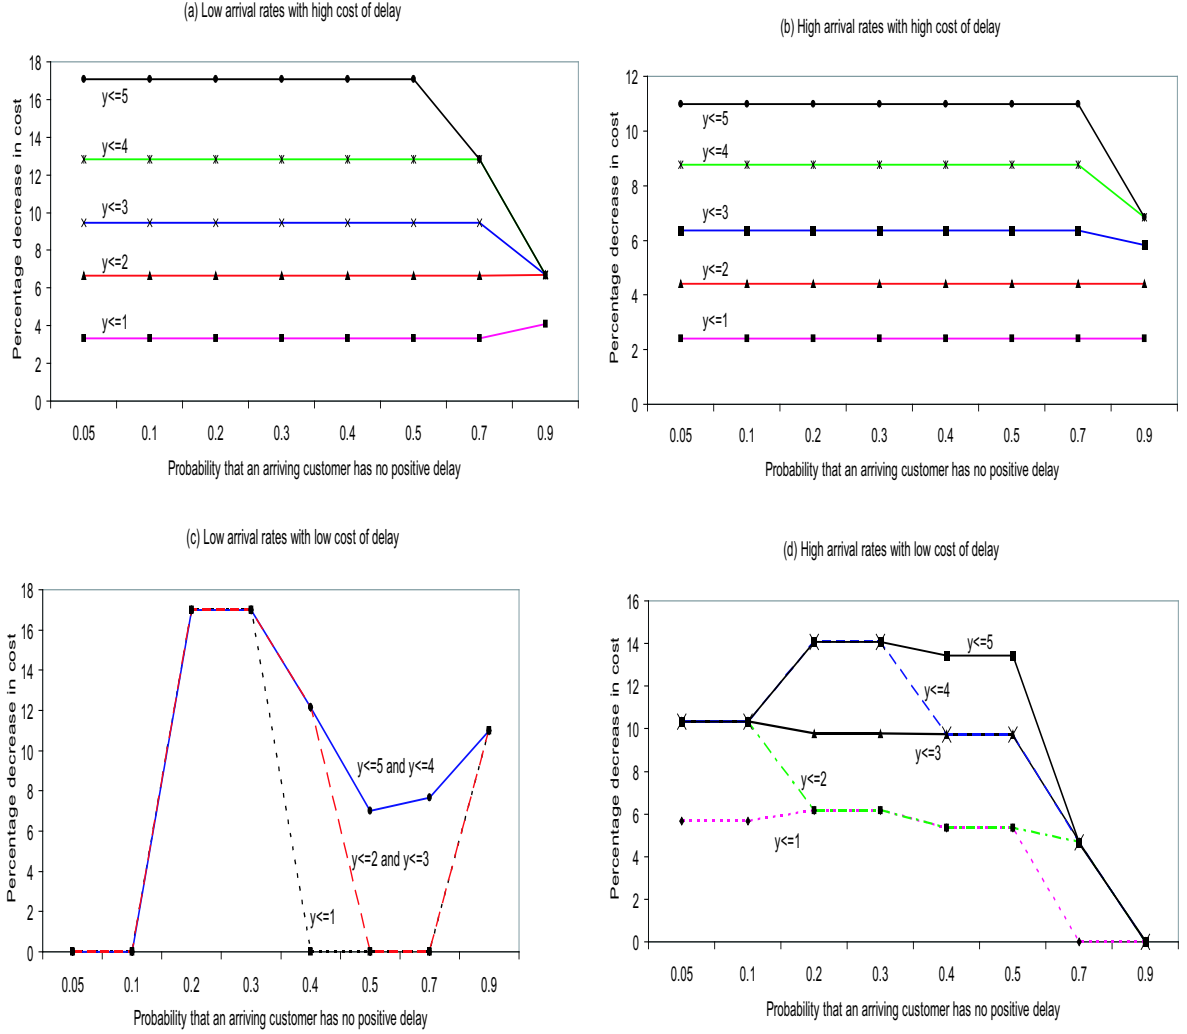 (a) Low arrival rates with high cost of delay
Percentage decrease in cost
18
16
14
12
10
8
6
4
2
0
y<=5
y<=4
y<=3
y<=2
y<=1
0.05 0.1 0.2 0.3 0.4 0.5 0.7 0.9
Probability that an arriving customer has no positive delay
(b) High arrival rates with high cost of delay
Percentage decrease in cost
12
10
8
6
4
2
0
y<=5
y<=4
y<=3
y<=2
y<=1
0.05 0.1 0.2 0.3 0.4 0.5 0.7 0.9
Probability that an arriving customer has no positive delay
(c) Low arrival rates with low cost of delay
Percentage decrease in cost
18
16
14
12
10
8
6
4
2
0
y<=5 and y<=4
y<=2 and y<=3
y<=1
0.05 0.1 0.2 0.3 0.4 0.5 0.7 0.9
Probability that an arriving customer has no positive delay
(d) High arrival rates with low cost of delay
Percentage decrease in cost
16
14
12
10
8
6
4
2
0
y<=5
y<=4
y<=3
y<=2
y<=1
0.05 0.1 0.2 0.3 0.4 0.5 0.7 0.9
Probability that an arriving customer has no positive delay